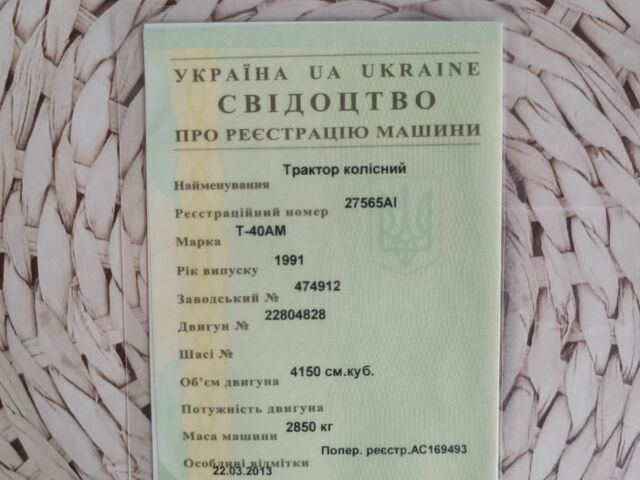 УКРАЇНА UA UKRAINE
СВІДОЦТВО
ПРО РЕЄСТРАЦІЮ МАШИНИ
Трактор колісний
Найменування
27565АІ
Реєстраційний номер
Т-40АМ
Марка
1991
Рік випуску
474912
Заводський №
22804828
Двигун №
Шасі №
4150 см.куб.
Об'єм двигуна
Потужність двигуна
2850 кг
Маса машини
Попер. реєстр.АС169493
Особливі відмітки
22.03.2013